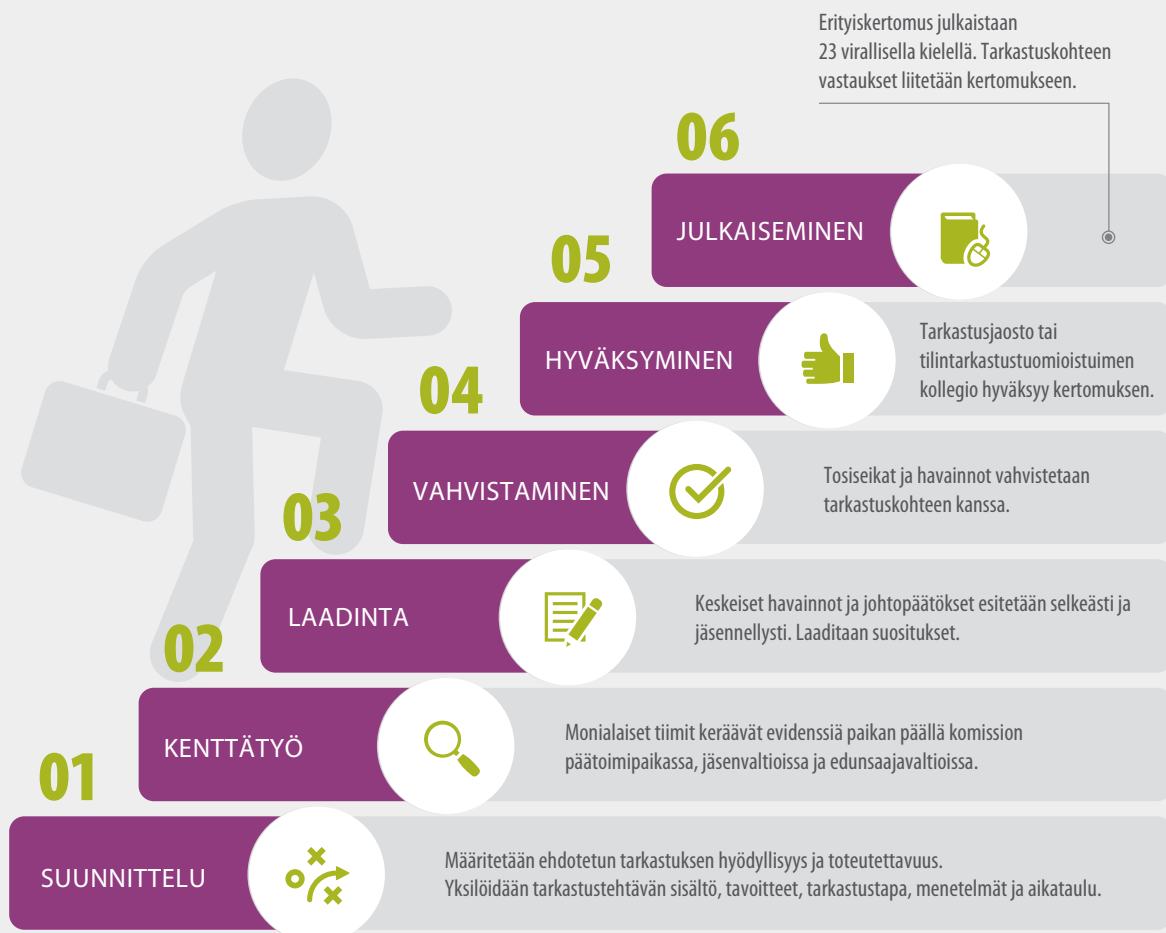 Erityiskertomus julkaistaan
23 virallisella kielellä. Tarkastuskohteen
vastaukset liitetään kertomukseen.
06
JULKAISEMINEN
05
HYVÄKSYMINEN
Tarkastusjaosto tai
tilintarkastustuomioistuimen
kollegio hyväksyy kertomuksen.
04
VAHVISTAMINEN
Tosiseikat ja havainnot vahvistetaan
tarkastuskohteen kanssa.
03
LAADINTA
Keskeiset havainnot ja johtopäätökset esitetään selkeästi ja
jäsennellysti. Laaditaan suositukset.
02
KENTTÄTYÖ
Monialaiset tiimit keräävät evidenssiä paikan päällä komission
päätoimipaikassa, jäsenvaltioissa ja edunsaajavaltioissa.
01
SUUNNITTELU
Määritetään ehdotetun tarkastuksen hyödyllisyys ja toteutettavuus.
Yksilöidään tarkastustehtävän sisältö, tavoitteet, tarkastustapa, menetelmät ja aikataulu.